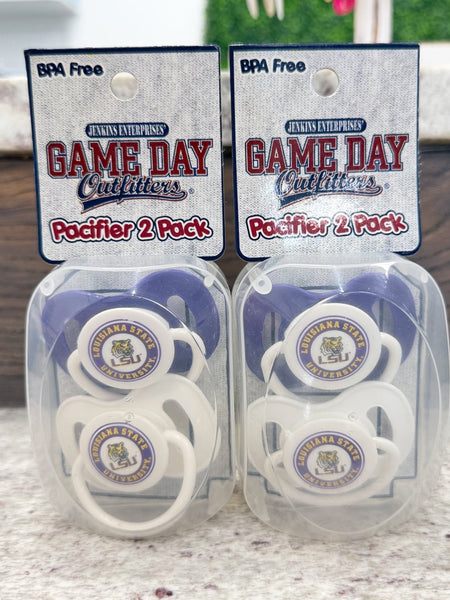 BPA Free
JENKINS ENTERPRISES®
GAME DAY
Outfitters®
Pacifier 2 Pack
LOUISIANA STATE
LSU
UNIVERSITY
LOUISIANA STATE
LSU
UNIVERSITY
BPA Free
JENKINS ENTERPRISES®
GAME DAY
Outfitters®
Pacifier 2 Pack
LOUISIANA STATE
LSU
UNIVERSITY
LOUISIANA STATE
LSU
UNIVERSITY